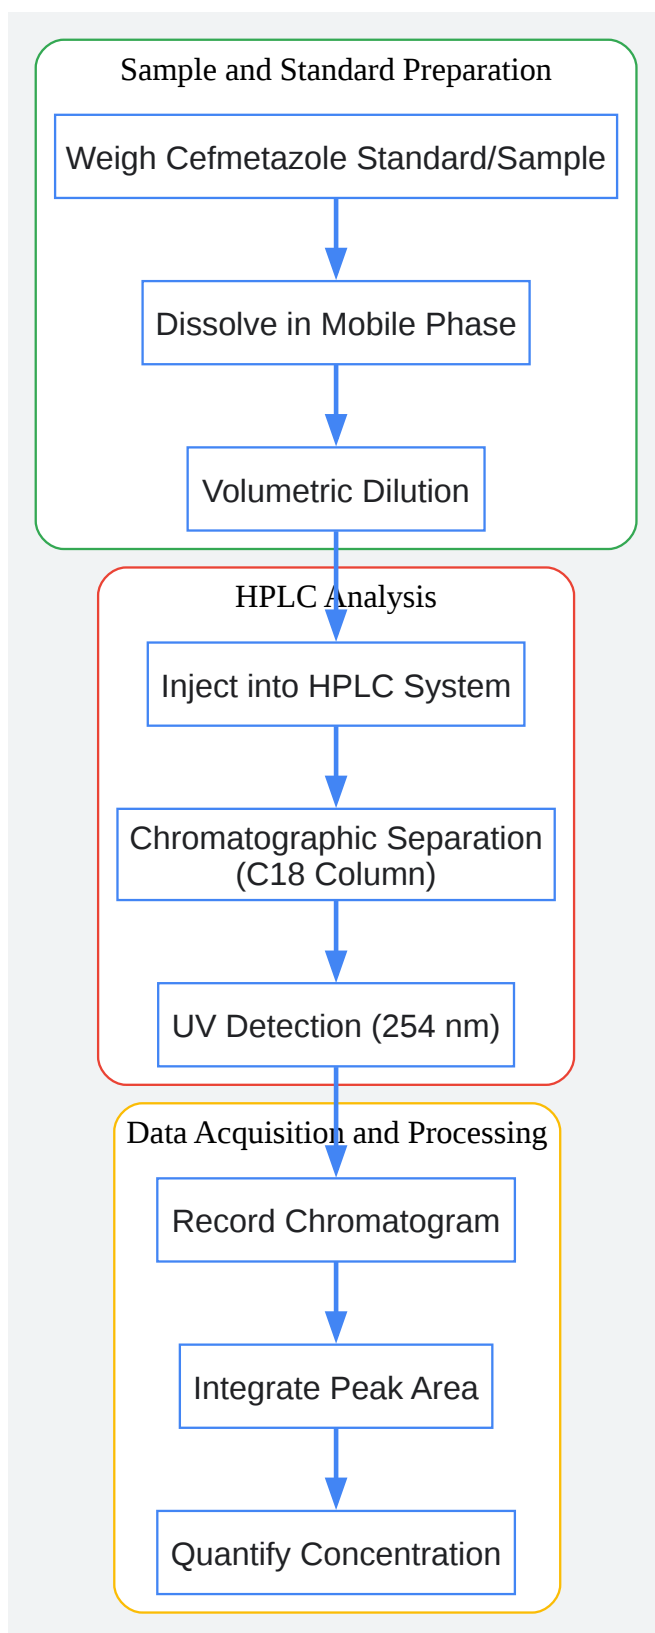 Sample and Standard Preparation
Weigh Cefmetazole Standard/Sample
Dissolve in Mobile Phase
Volumetric Dilution
HPLC Analysis
Inject into HPLC System
Chromatographic Separation
(C18 Column)
UV Detection (254 nm)
Data Acquisition and Processing
Record Chromatogram
Integrate Peak Area
Quantify Concentration